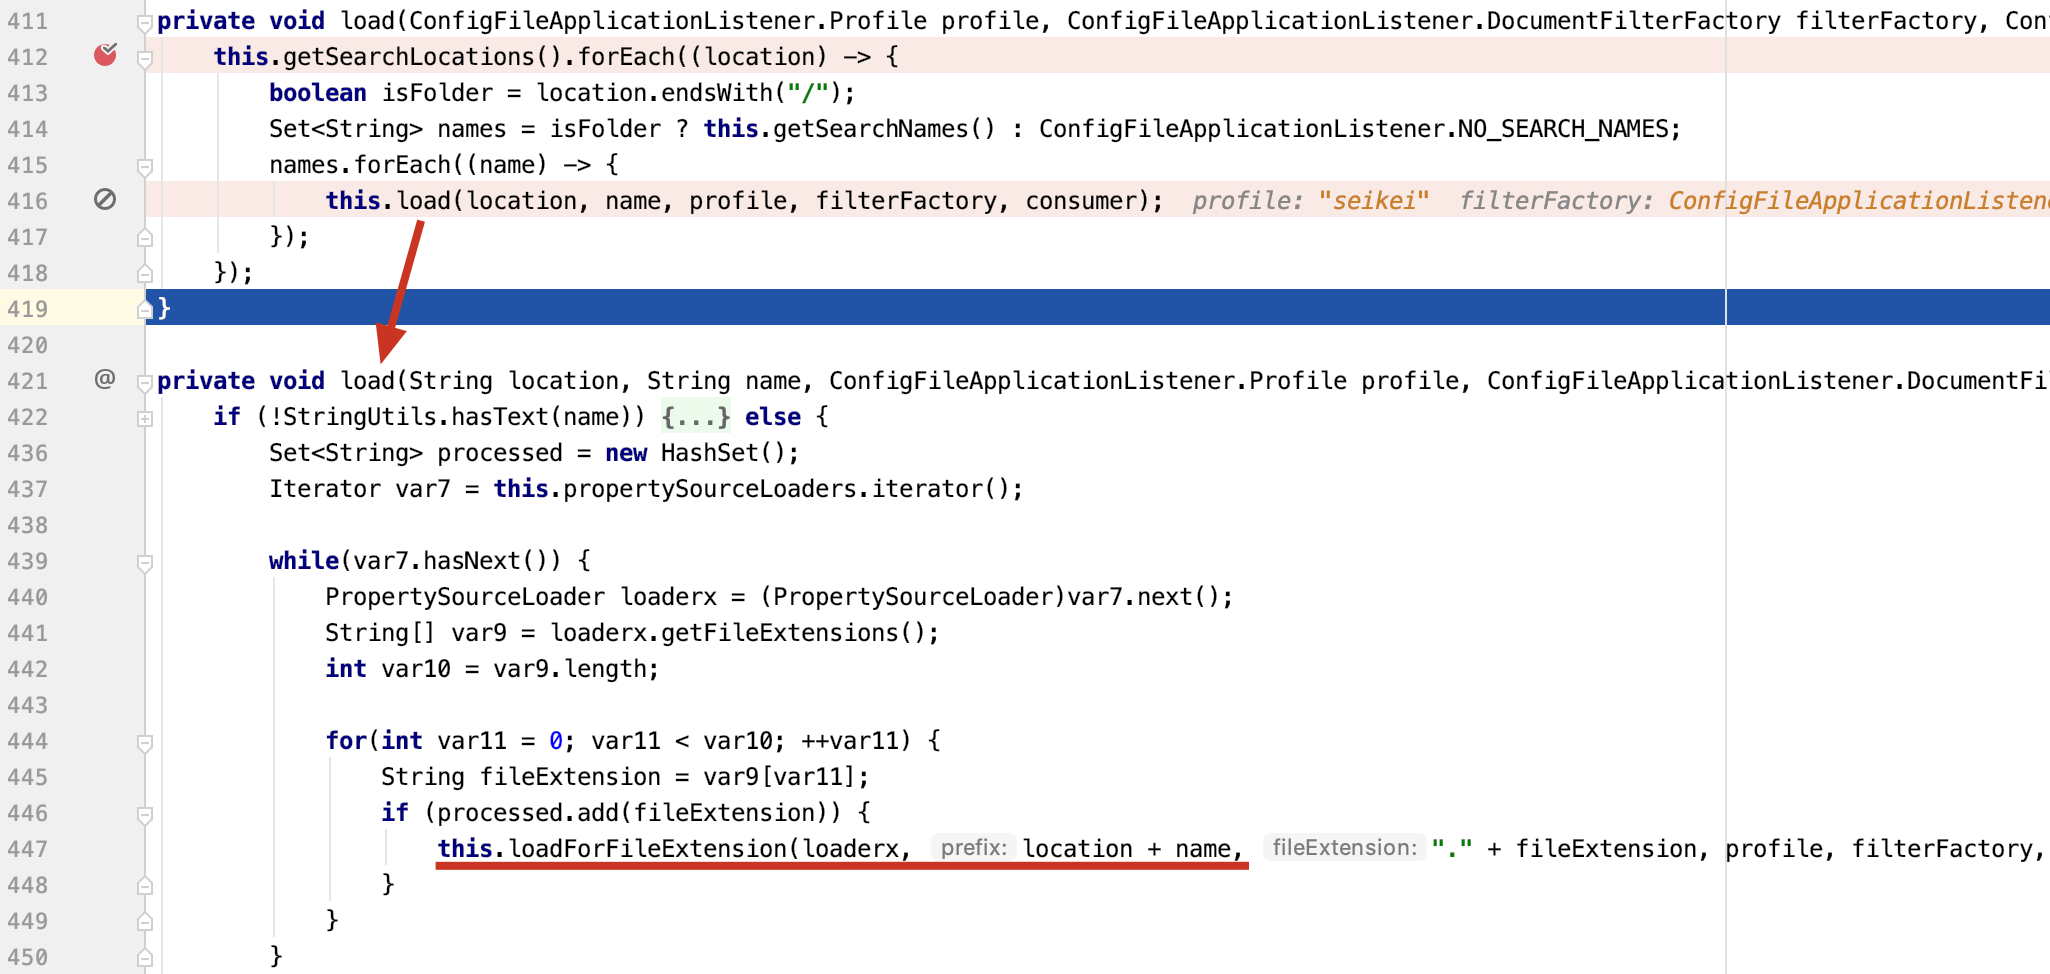 411 private void load(ConfigFileApplicationListener.Profile profile, ConfigFileApplicationListener.DocumentFilterFactory filterFactory, Con
412 this.getSearchLocations().forEach((location) -> {
413 boolean isFolder = location.endsWith("/");
414 Set<String> names = isFolder ? this.getSearchNames() : ConfigFileApplicationListener.NO_SEARCH_NAMES;
415 names.forEach((name) -> {
416 this.load(location, name, profile, filterFactory, consumer); profile: "seikei" filterFactory: ConfigFileApplicationListene
417 });
418 });
419 }
420
421 @ private void load(String location, String name, ConfigFileApplicationListener.Profile profile, ConfigFileApplicationListener.DocumentFi
422 if (!StringUtils.hasText(name)) {...} else {
436 Set<String> processed = new HashSet();
437 Iterator var7 = this.propertySourceLoaders.iterator();
438
439 while(var7.hasNext()) {
440 PropertySourceLoader loaderx = (PropertySourceLoader)var7.next();
441 String[] var9 = loaderx.getFileExtensions();
442 int var10 = var9.length;
443
444 for(int var11 = 0; var11 < var10; ++var11) {
445 String fileExtension = var9[var11];
446 if (processed.add(fileExtension)) {
447 this.loadForFileExtension(loaderx, prefix: location + name, fileExtension: "." + fileExtension, profile, filterFactory,
448 }
449 }
450 }